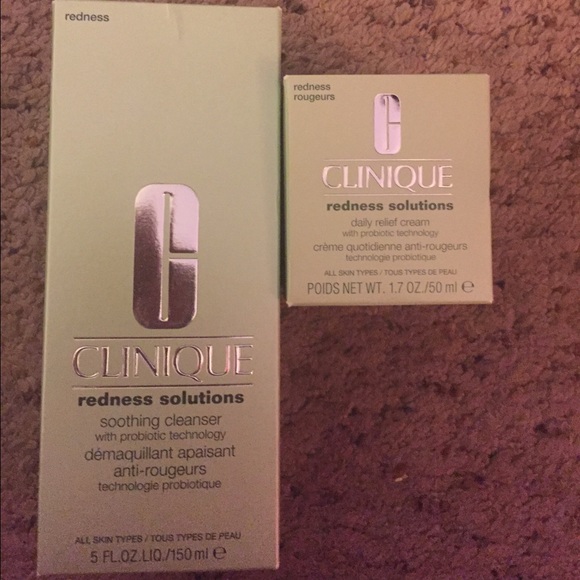 redness
CLINIQUE
redness solutions
soothing cleanser
with probiotic technology
démaquillant apaisant
anti-rougeurs
technologie probiotique
ALL SKIN TYPES / TOUS TYPES DE PEAU
5 FL.OZ.LIQ./150 ml e
redness
rougeurs
CLINIQUE
redness solutions
daily relief cream
with probiotic technology
crème quotidienne anti-rougeurs
technologie probiotique
ALL SKIN TYPES / TOUS TYPES DE PEAU
POIDS NET WT. 1.7 OZ./50 ml e